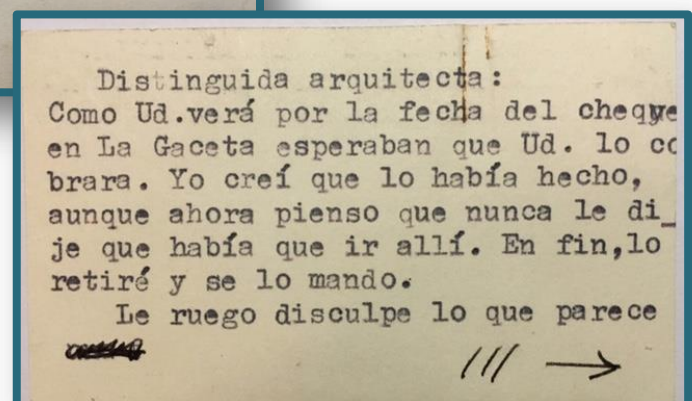 Distinguida arquitecta:
Como Ud.verá por la fecha del cheque
en La Gaceta esperaban que Ud. lo co
brara. Yo creí que lo había hecho,
aunque ahora pienso que nunca le di_
je que había que ir allí. En fin,lo
retiré y se lo mando.
Le ruego disculpe lo que parece
/// →